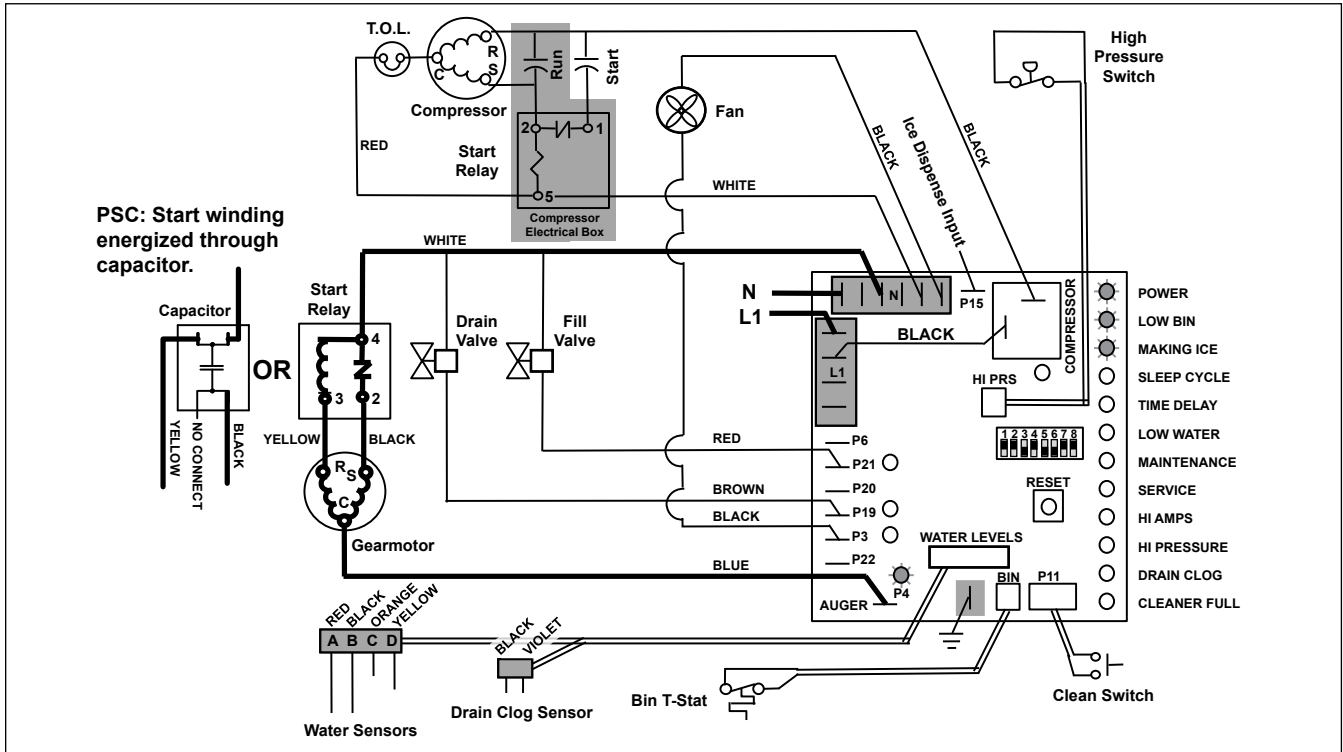 T.O.L.
R
S
C
Compressor
Run
Start
2
1
5
Start
Relay
Compressor
Electrical Box
RED
WHITE
Fan
BLACK
Ice Dispense Input
BLACK
High
Pressure
Switch
PSC: Start winding
energized through
capacitor.
Capacitor
YELLOW
NO CONNECT
BLACK
OR
WHITE
Start
Relay
4
3
2
YELLOW
BLACK
R
S
C
Gearmotor
Drain
Valve
Fill
Valve
N
L1
N
P15
L1
BLACK
COMPRESSOR
HI PRS
1 2 3 4 5 6 7 8
RESET
RED
BROWN
BLACK
BLUE
P6
P21
P20
P19
P3
P22
P4
AUGER
WATER LEVELS
BIN
P11
POWER
LOW BIN
MAKING ICE
SLEEP CYCLE
TIME DELAY
LOW WATER
MAINTENANCE
SERVICE
HI AMPS
HI PRESSURE
DRAIN CLOG
CLEANER FULL
RED
BLACK
ORANGE
YELLOW
A B C D
Water Sensors
BLACK
VIOLET
Drain Clog Sensor
Bin T-Stat
Clean Switch